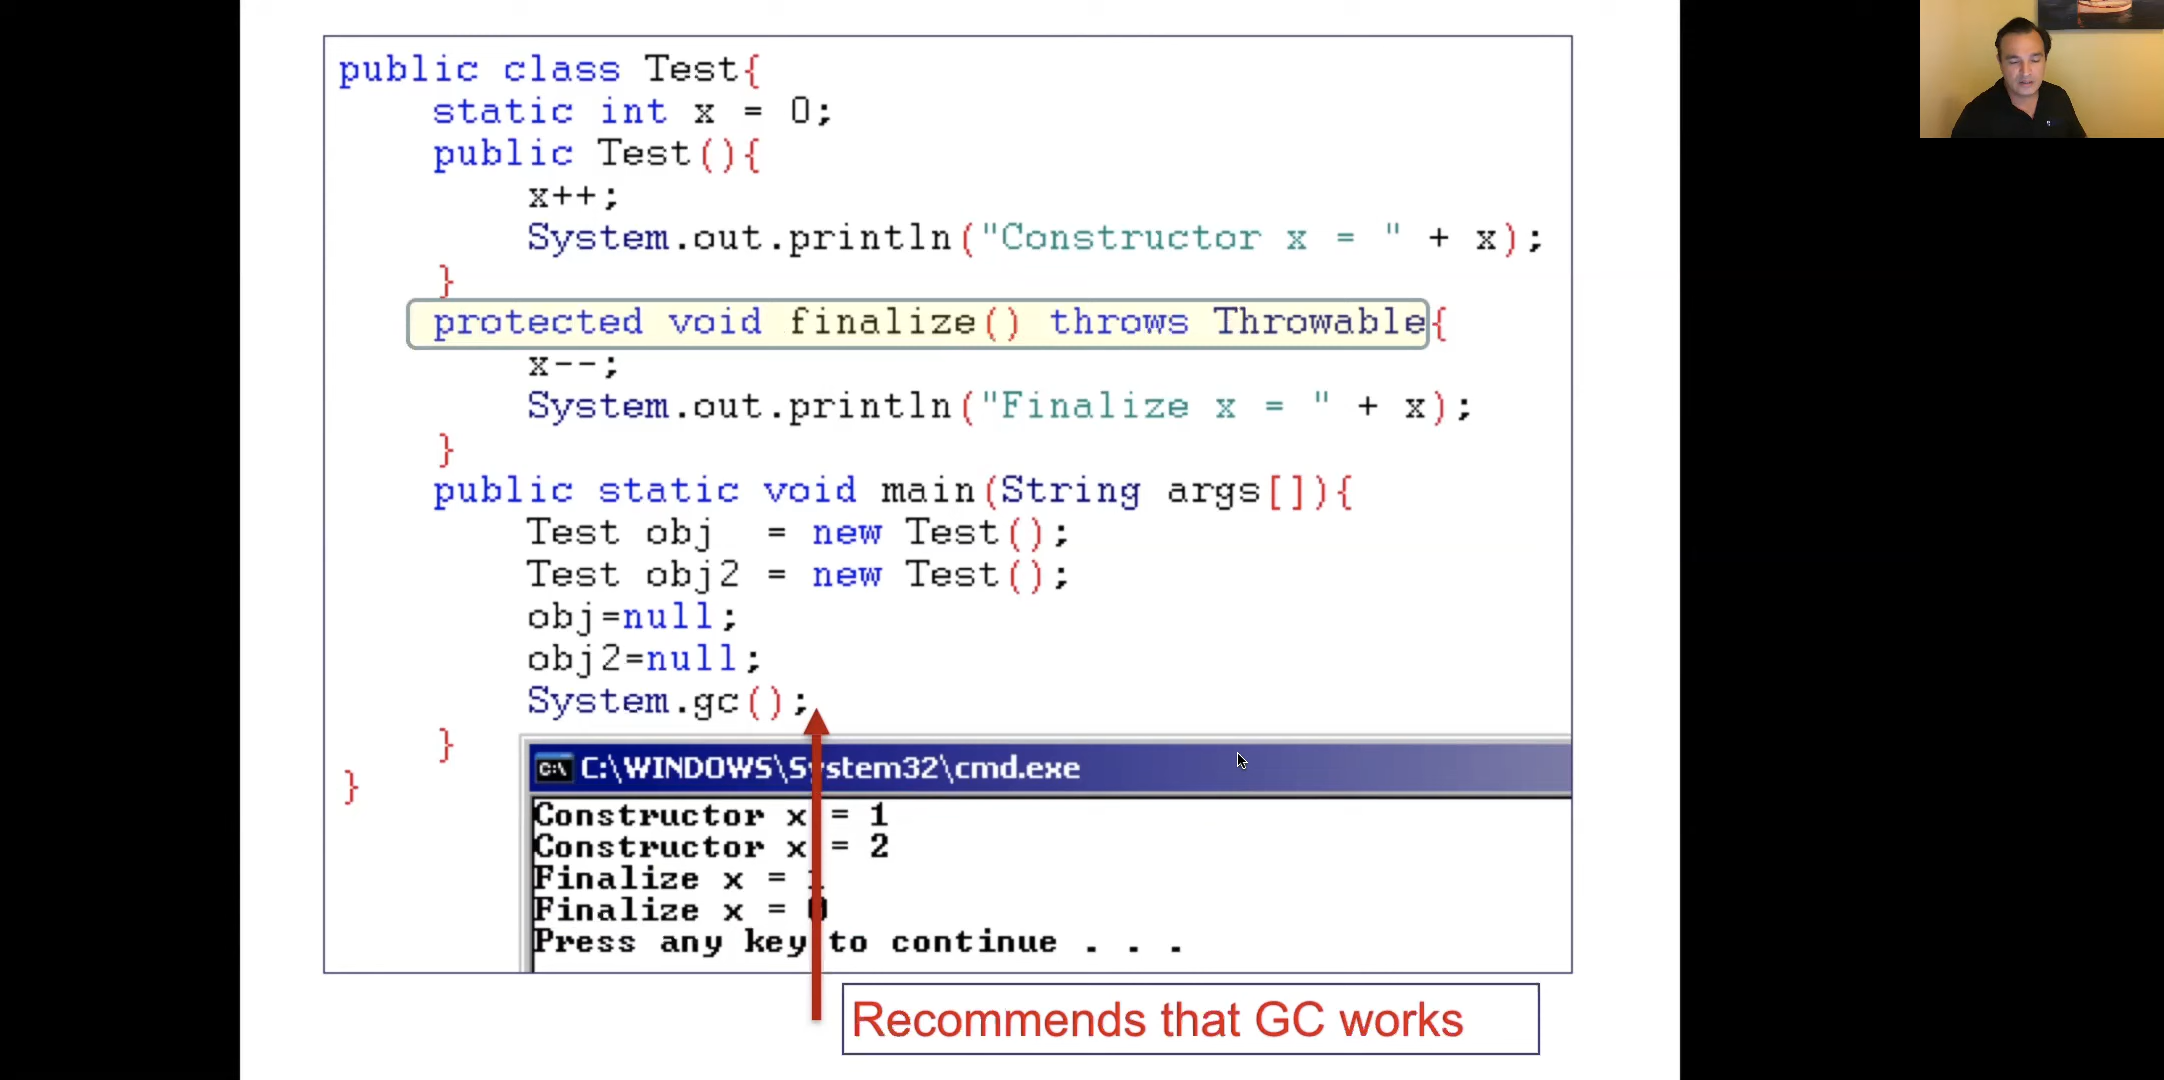 public class Test{
static int x = 0;
public Test(){
x++;
System.out.println("Constructor x = " + x);
}
protected void finalize() throws Throwable{
x--;
System.out.println("Finalize x = " + x);
}
public static void main(String args[]){
Test obj  = new Test();
Test obj2 = new Test();
obj=null;
obj2=null;
System.gc();
}
}
C:\ C:\WINDOWS\System32\cmd.exe
Constructor x = 1
Constructor x = 2
Finalize x = 1
Finalize x = 0
Press any key to continue . . .
Recommends that GC works